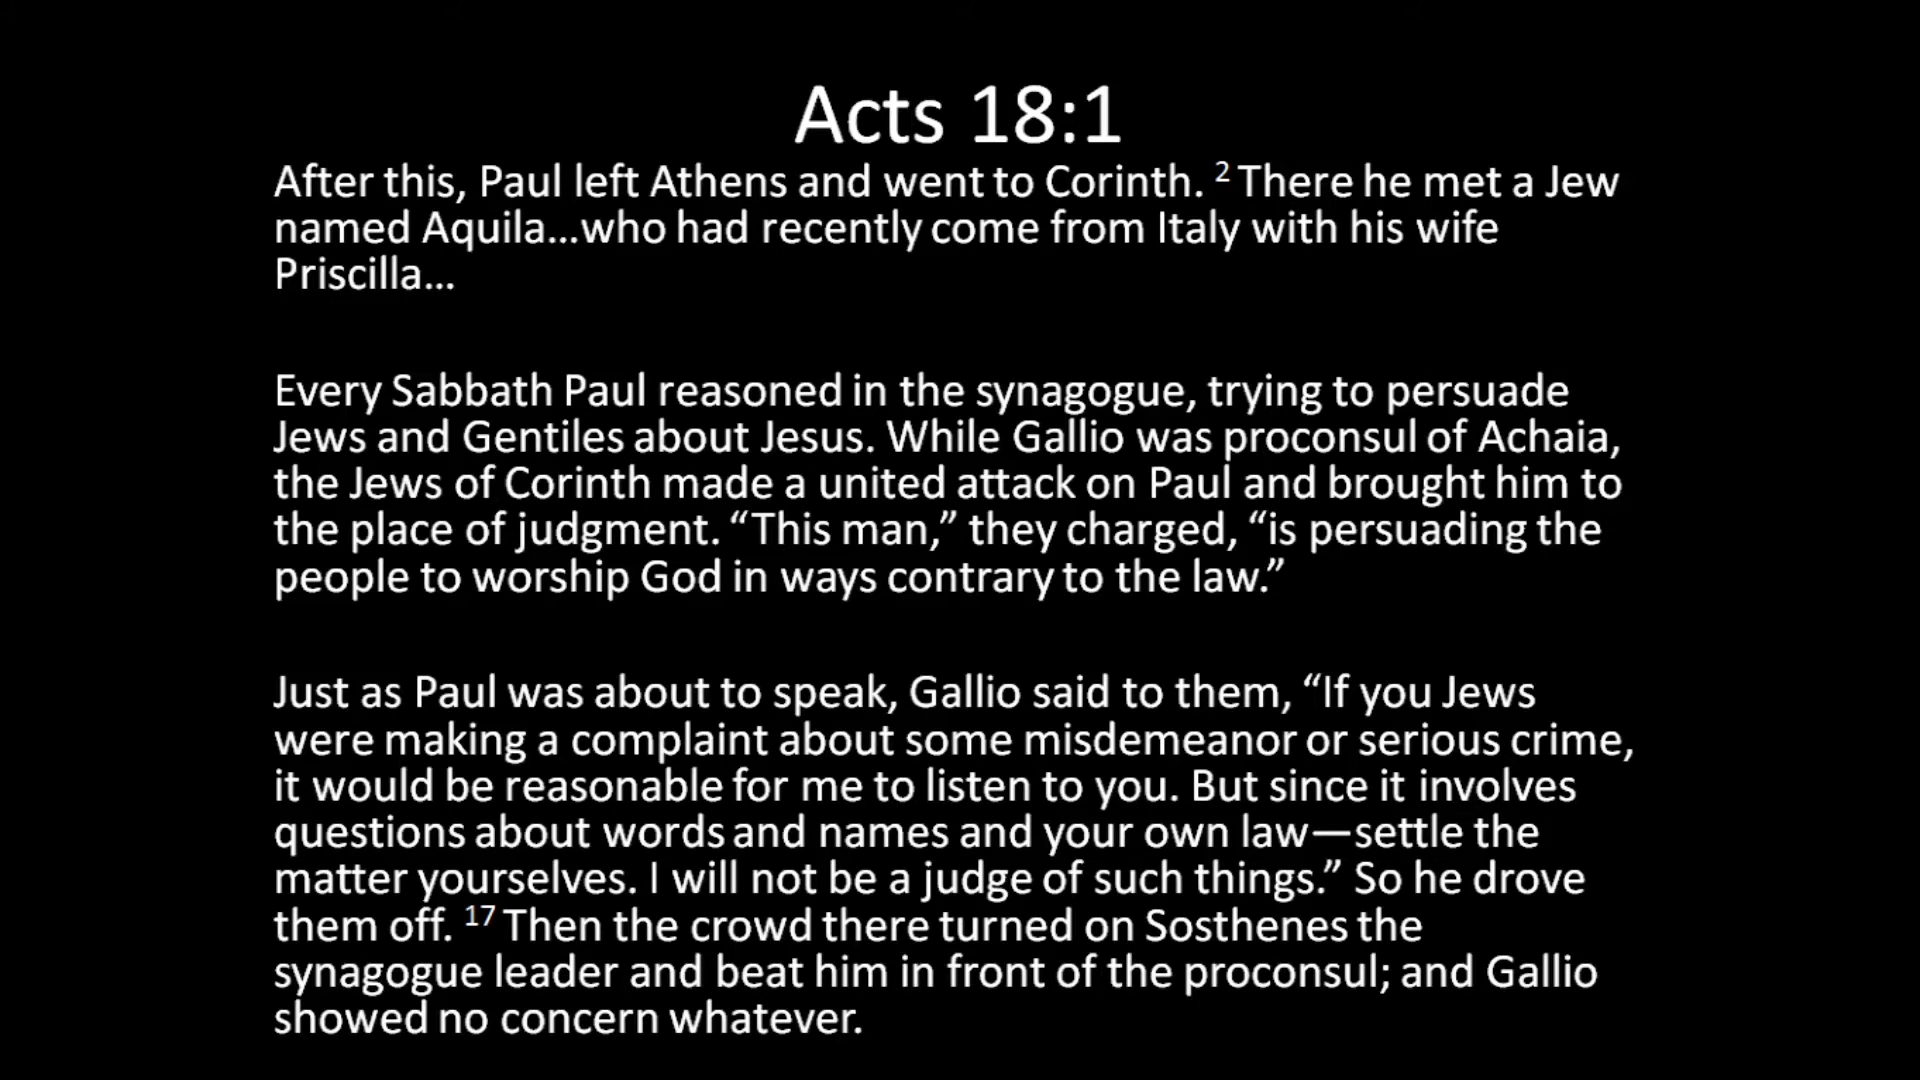 Acts 18:1
After this, Paul left Athens and went to Corinth. 2 There he met a Jew
named Aquila…who had recently come from Italy with his wife
Priscilla…
Every Sabbath Paul reasoned in the synagogue, trying to persuade
Jews and Gentiles about Jesus. While Gallio was proconsul of Achaia,
the Jews of Corinth made a united attack on Paul and brought him to
the place of judgment. “This man,” they charged, “is persuading the
people to worship God in ways contrary to the law.”
Just as Paul was about to speak, Gallio said to them, “If you Jews
were making a complaint about some misdemeanor or serious crime,
it would be reasonable for me to listen to you. But since it involves
questions about words and names and your own law—settle the
matter yourselves. I will not be a judge of such things.” So he drove
them off. 17 Then the crowd there turned on Sosthenes the
synagogue leader and beat him in front of the proconsul; and Gallio
showed no concern whatever.